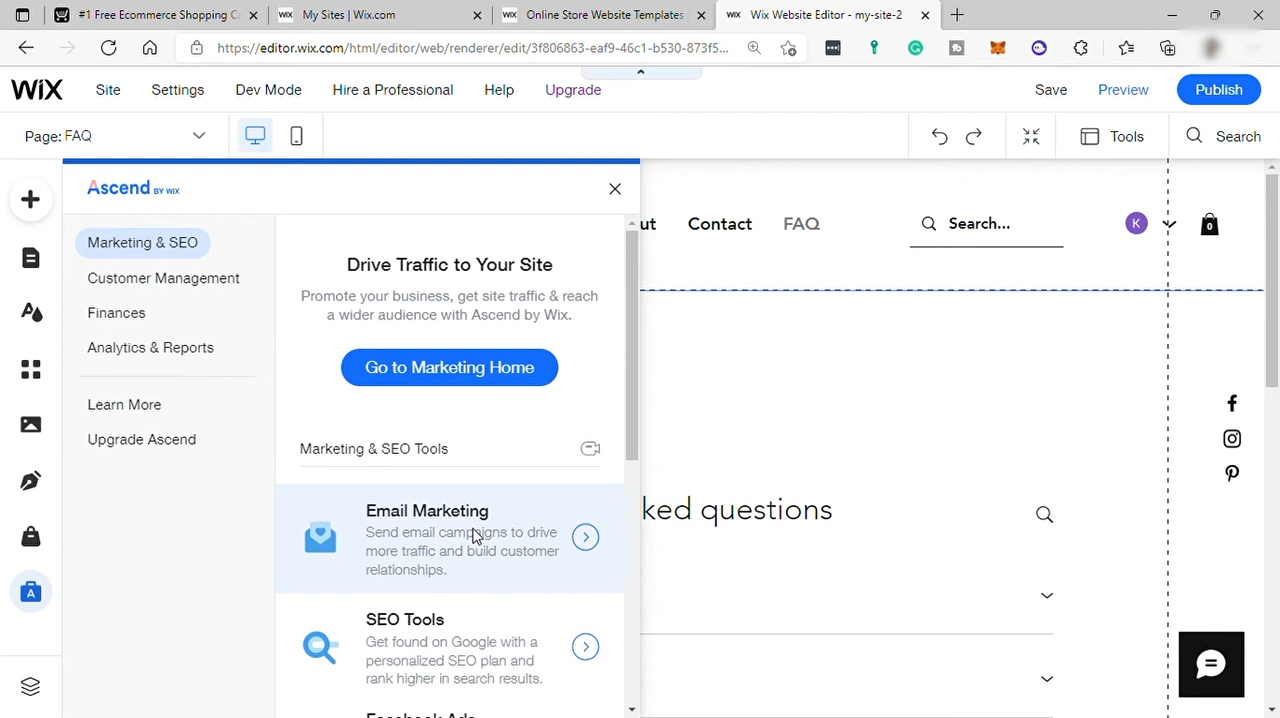 #1 Free Ecommerce Shopping Ca
WIX My Sites | Wix.com
WIX Online Store Website Templates
WIX Wix Website Editor - my-site-2
https://editor.wix.com/html/editor/web/renderer/edit/3f806863-eaf9-46c1-b530-873f5...
WiX
Site
Settings
Dev Mode
Hire a Professional
Help
Upgrade
Save
Preview
Publish
Page: FAQ
Tools
Search
Ascend BY WIX
Marketing & SEO
Customer Management
Finances
Analytics & Reports
Learn More
Upgrade Ascend
Drive Traffic to Your Site
Promote your business, get site traffic & reach
a wider audience with Ascend by Wix.
Go to Marketing Home
Marketing & SEO Tools
Email Marketing
Send email campaigns to drive
more traffic and build customer
relationships.
SEO Tools
Get found on Google with a
personalized SEO plan and
rank higher in search results.
Facebook Ads
ut
Contact
FAQ
Search...
K
0
ked questions
A